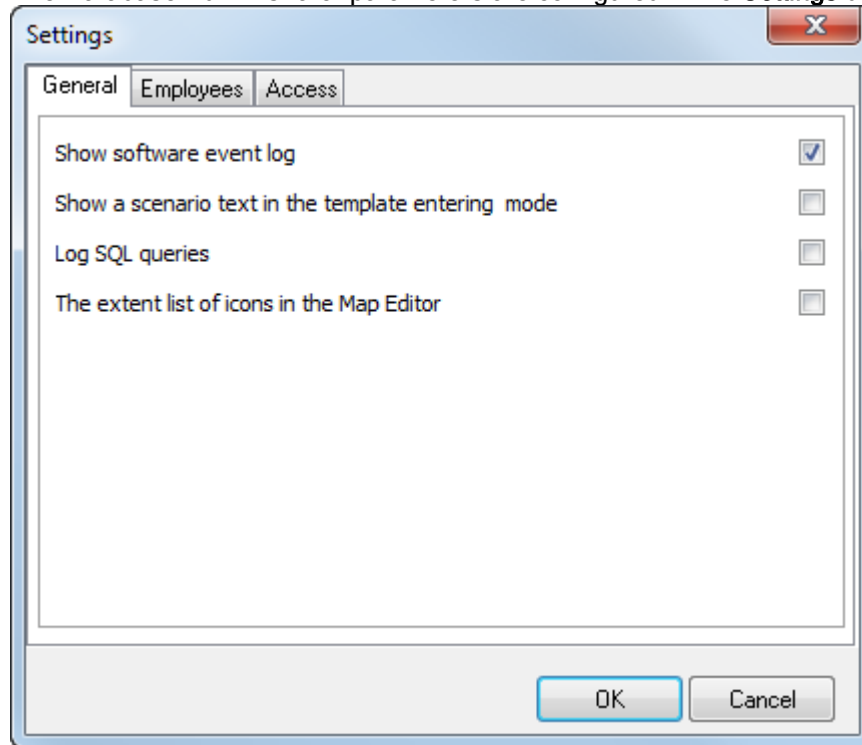 Settings
General Employees Access
Show software event log
Show a scenario text in the template entering mode
Log SQL queries
The extent list of icons in the Map Editor
OK Cancel